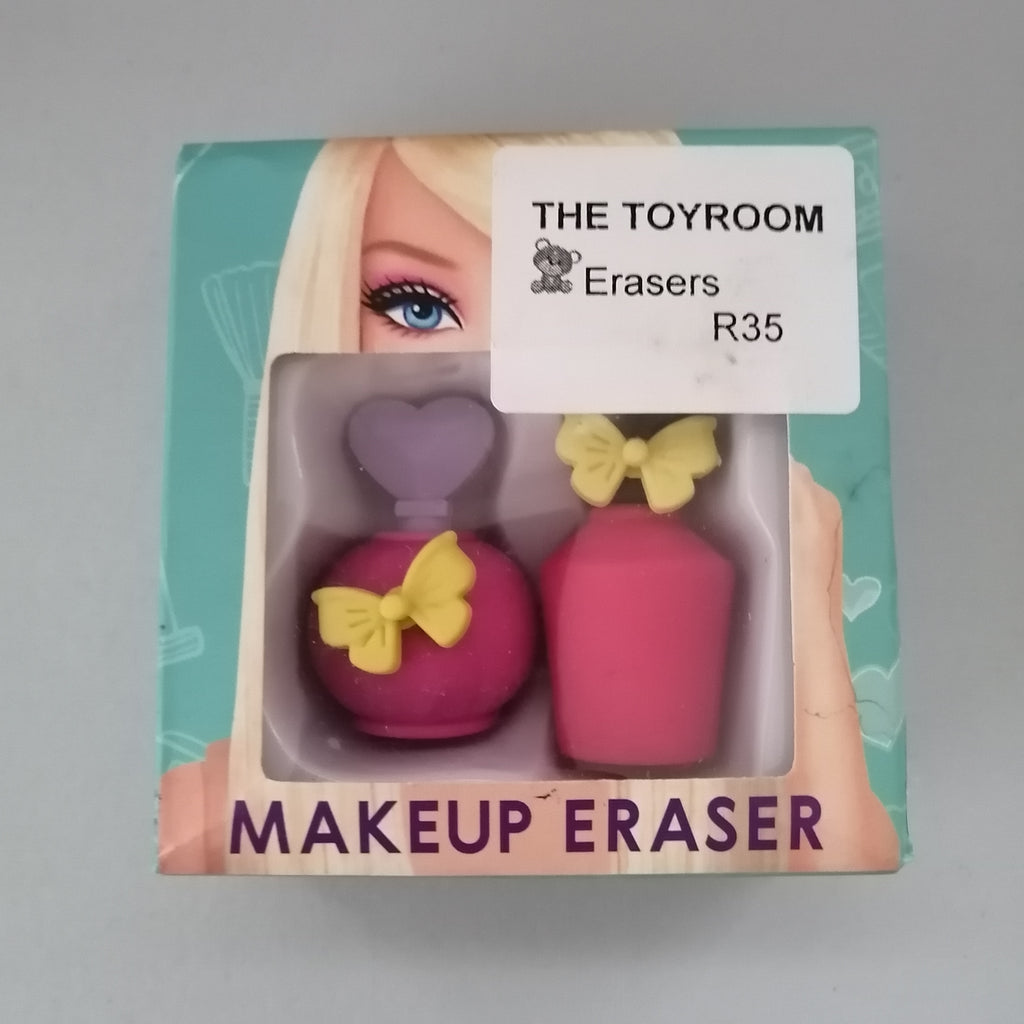 THE TOYROOM
Erasers
R35
MAKEUP ERASER